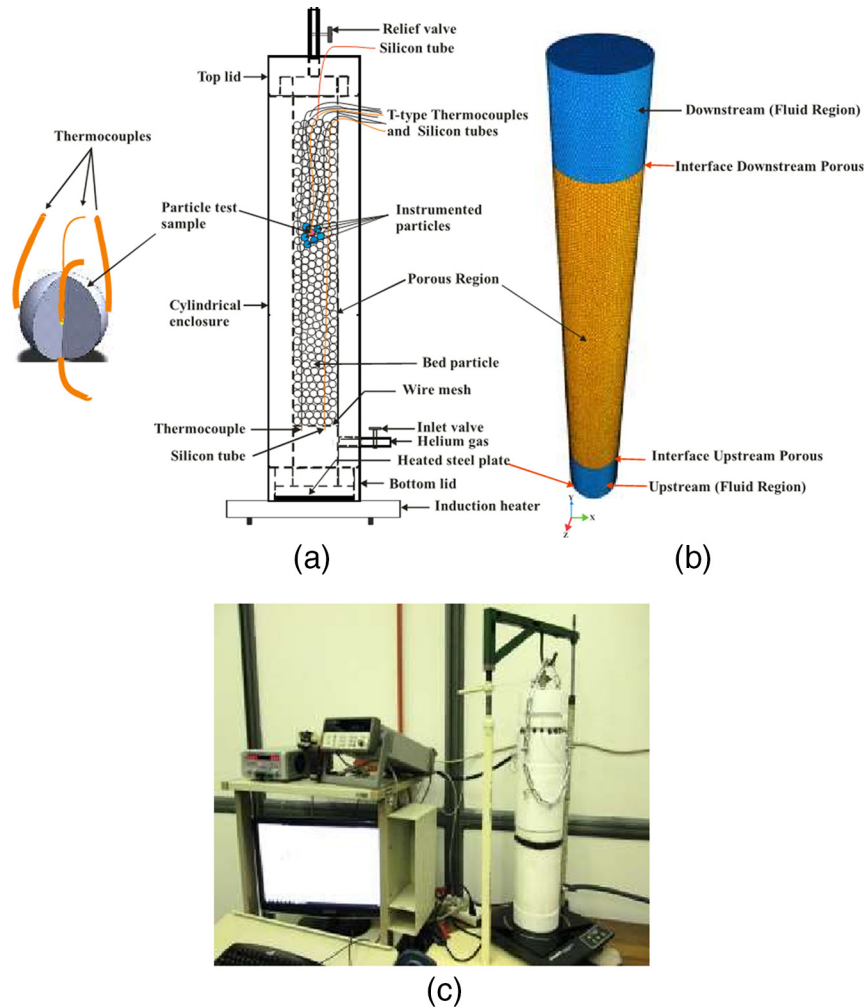 Relief valve
Silicon tube
Top lid
T-type Thermocouples
and Silicon tubes
Thermocouples
Particle test
sample
Instrumented
particles
Cylindrical
enclosure
Porous Region
Bed particle
Wire mesh
Thermocouple
Inlet valve
Helium gas
Silicon tube
Heated steel plate
Bottom lid
Induction heater
(a)
Downstream (Fluid Region)
Interface Downstream Porous
Interface Upstream Porous
Upstream (Fluid Region)
Y
X
Z
(b)
(c)